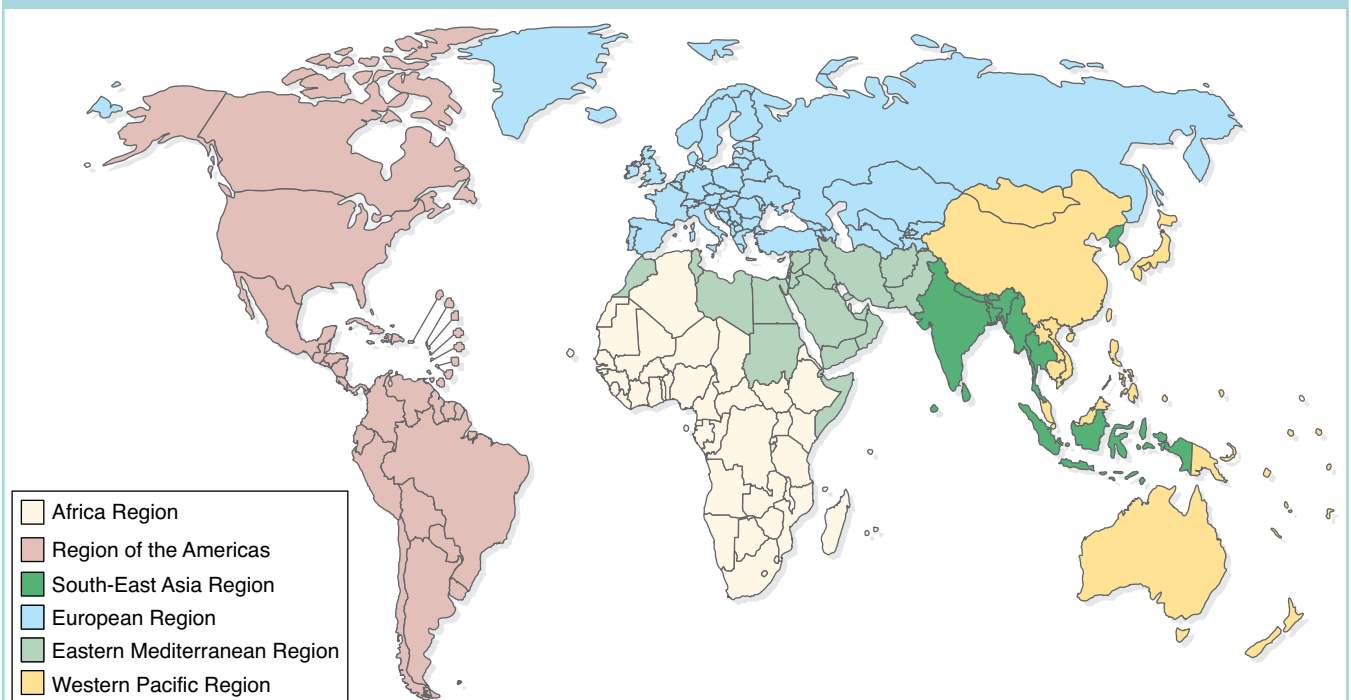 Africa Region
Region of the Americas
South-East Asia Region
European Region
Eastern Mediterranean Region
Western Pacific Region